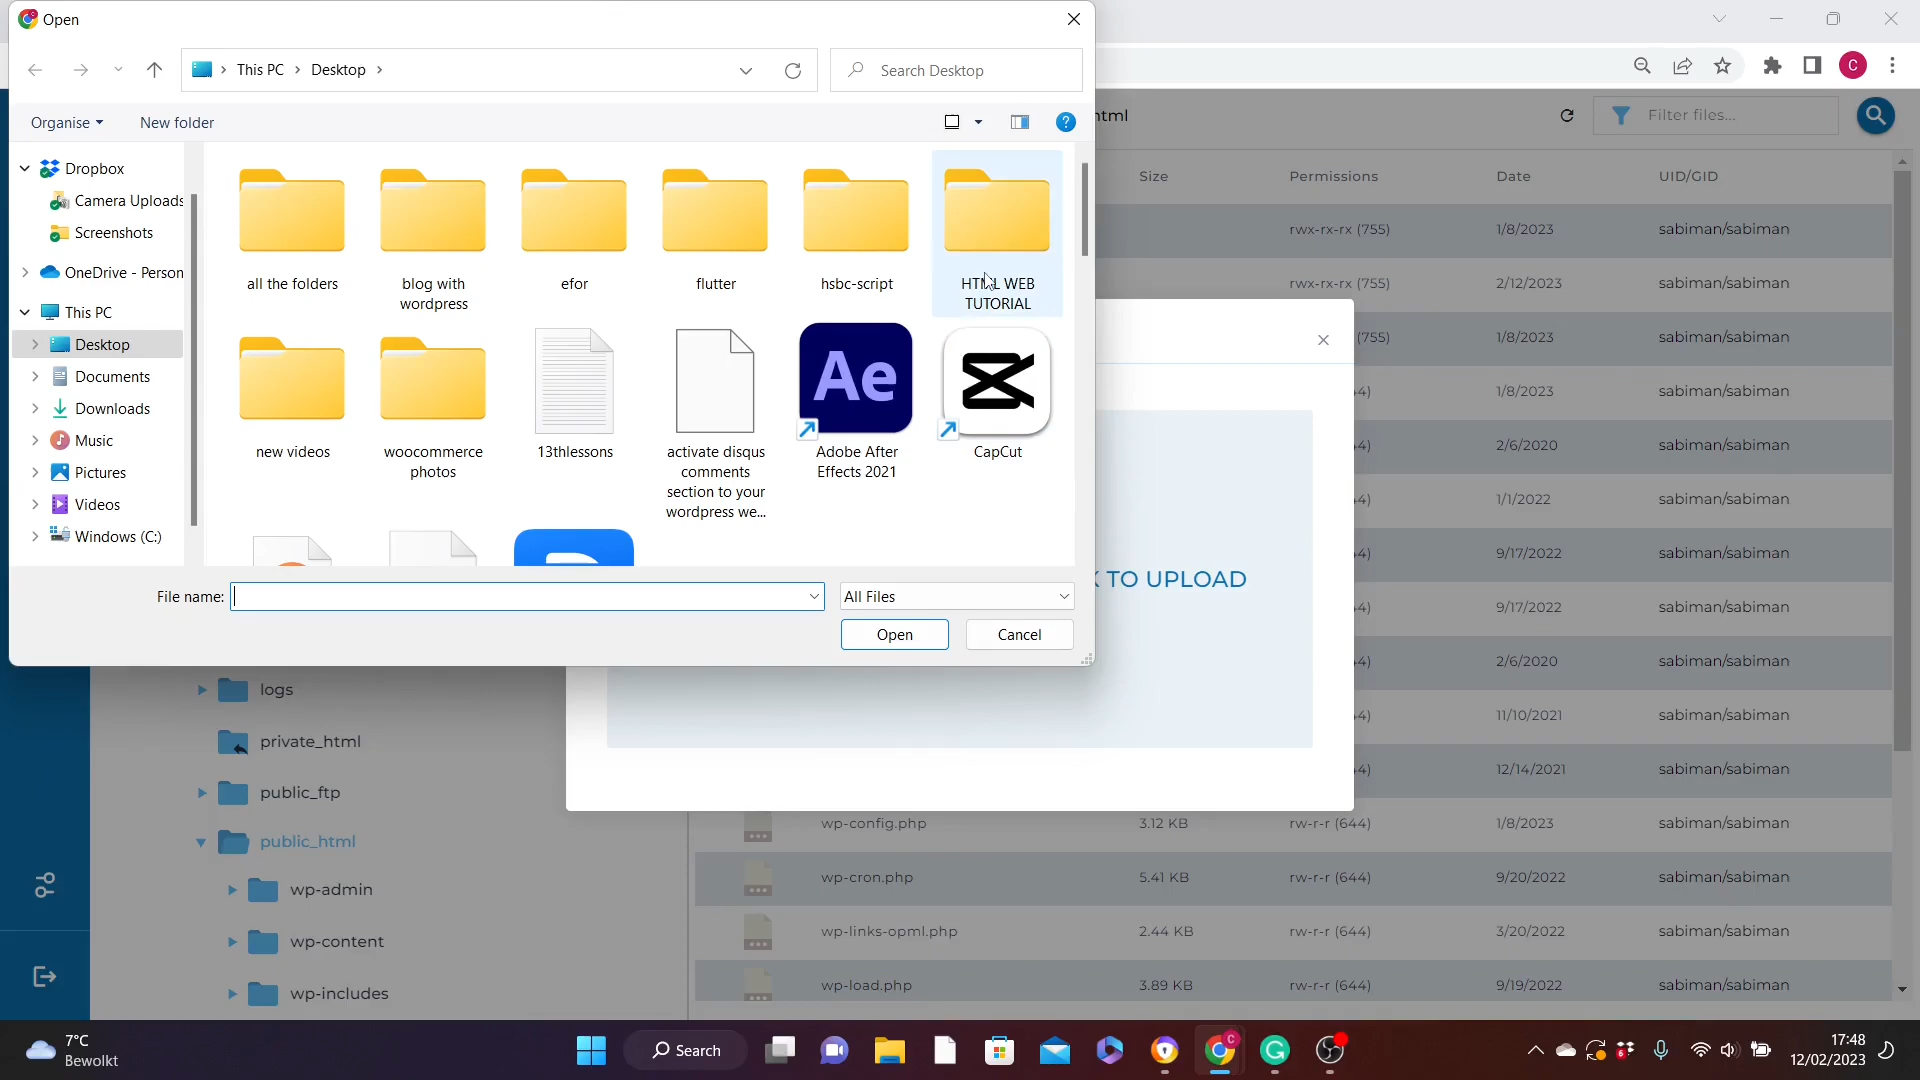 Open
This PC > Desktop >
Search Desktop
Organise
New folder
Dropbox
Camera Uploads
Screenshots
OneDrive - Person
This PC
Desktop
Documents
Downloads
Music
Pictures
Videos
Windows (C:)
all the folders
blog with
wordpress
efor
flutter
hsbc-script
HTML WEB
TUTORIAL
new videos
woocommerce
photos
13thlessons
activate disqus
comments
section to your
wordpress we...
Ae
Adobe After
Effects 2021
CapCut
File name:
All Files
Open
Cancel
C
html
Filter files...
Size Permissions Date UID/GID
rwx-rx-rx (755) 1/8/2023 sabiman/sabiman
rwx-rx-rx (755) 2/12/2023 sabiman/sabiman
(755) 1/8/2023 sabiman/sabiman
1/8/2023 sabiman/sabiman
2/6/2020 sabiman/sabiman
1/1/2022 sabiman/sabiman
9/17/2022 sabiman/sabiman
9/17/2022 sabiman/sabiman
2/6/2020 sabiman/sabiman
11/10/2021 sabiman/sabiman
12/14/2021 sabiman/sabiman
TO UPLOAD
wp-config.php 3.12 KB rw-r-r (644) 1/8/2023 sabiman/sabiman
wp-cron.php 5.41 KB rw-r-r (644) 9/20/2022 sabiman/sabiman
wp-links-opml.php 2.44 KB rw-r-r (644) 3/20/2022 sabiman/sabiman
wp-load.php 3.89 KB rw-r-r (644) 9/19/2022 sabiman/sabiman
logs
private_html
public_ftp
public_html
wp-admin
wp-content
wp-includes
7°C
Bewolkt
Search
17:48
12/02/2023